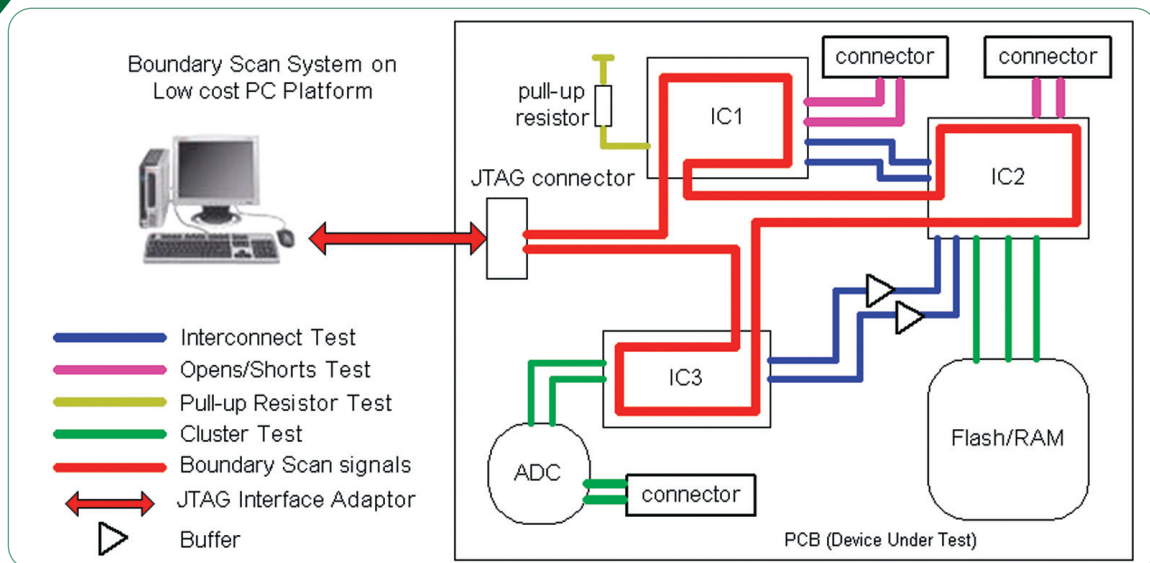 Boundary Scan System on
Low cost PC Platform
pull-up
resistor
IC1
connector
connector
IC2
JTAG connector
Interconnect Test
Opens/Shorts Test
Pull-up Resistor Test
Cluster Test
Boundary Scan signals
JTAG Interface Adaptor
Buffer
IC3
ADC
connector
Flash/RAM
PCB (Device Under Test)